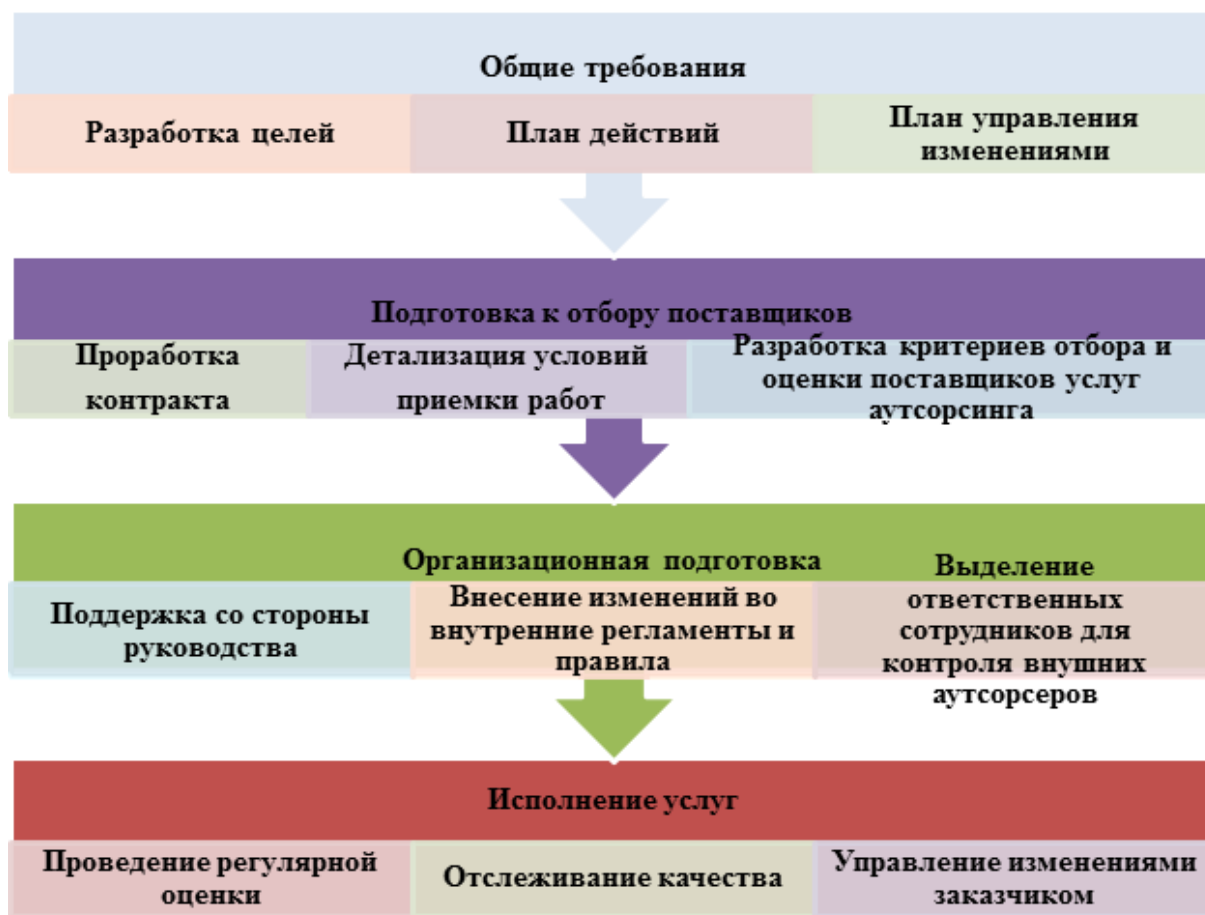 Общие требования
Разработка целей
План действий
План управления
изменениями
Подготовка к отбору поставщиков
Проработка
контракта
Детализация условий
приемки работ
Разработка критериев отбора и
оценки поставщиков услуг
аутсорсинга
Организационная подготовка
Поддержка со стороны
руководства
Внесение изменений во
внутренние регламенты и
правила
Выделение
ответственных
сотрудников для
контроля внушних
аутсорсеров
Исполнение услуг
Проведение регулярной
оценки
Отслеживание качества
Управление изменениями
заказчиком